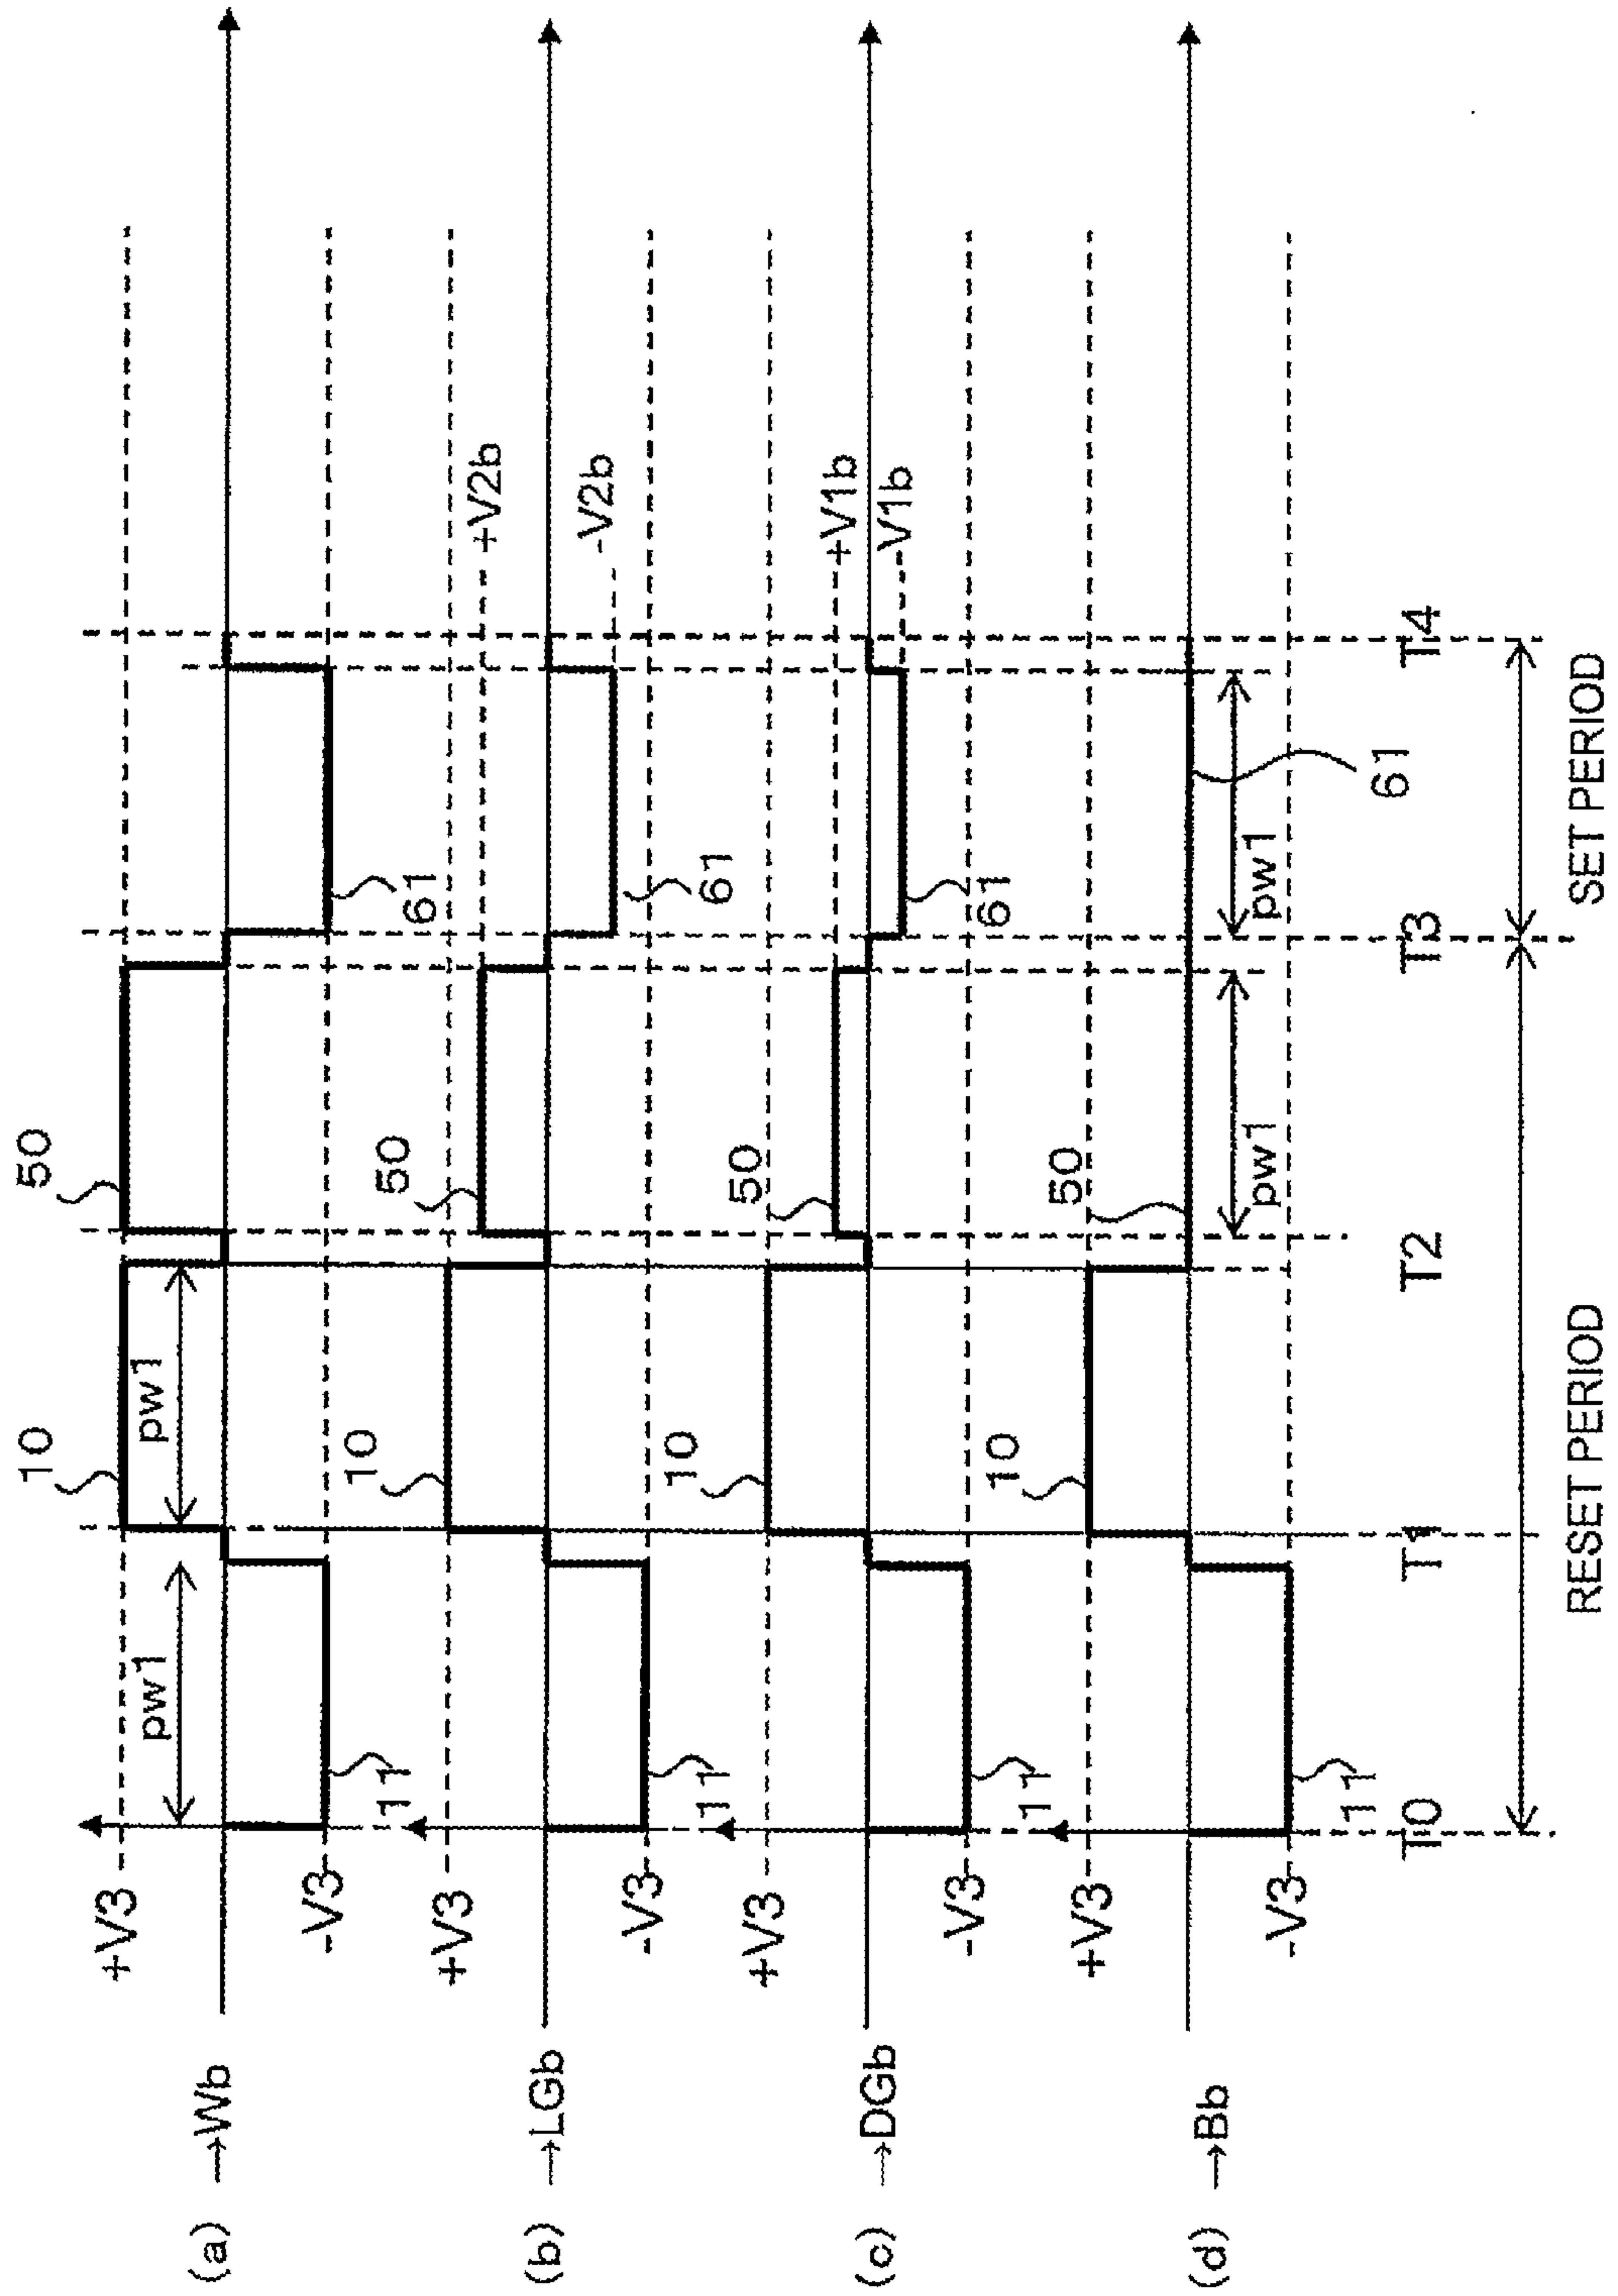 (a) →Wb
+V3
-V3
pw1
pw1
10
50
11
61
(b) →LGb
+V3
-V3
10
50
11
61
+V2b
-V2b
(c) →DGb
+V3
-V3
10
50
11
61
+V1b
-V1b
(d) →Bb
+V3
-V3
10
50
11
pw1
pw1
61
T0
T1
T2
T3
T4
RESET PERIOD
SET PERIOD